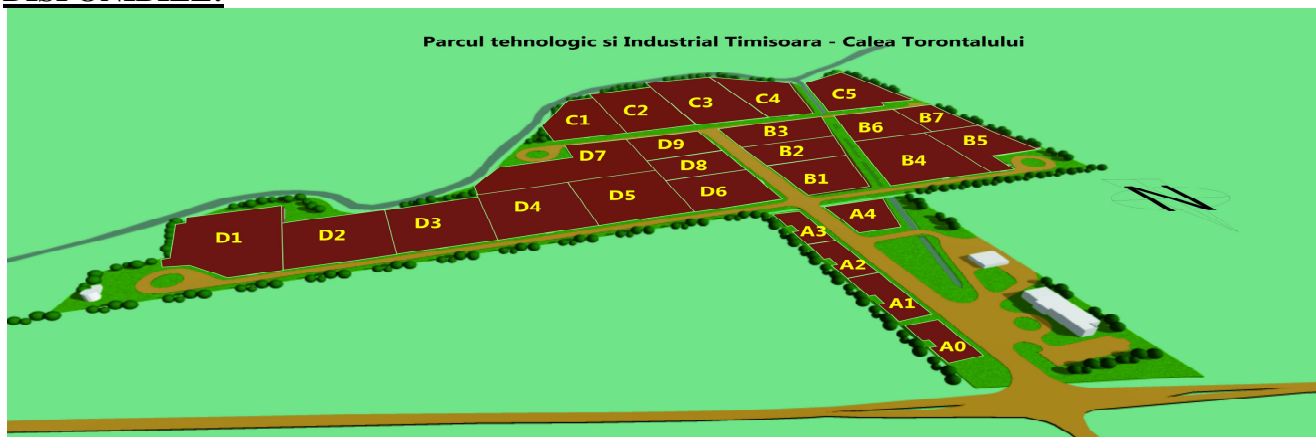 DISPONIBILE:
Parcul tehnologic si Industrial Timisoara - Calea Torontalului
C1 C2 C3 C4 C5
D7 D9 D8 B3 B2 B1 B6 B7 B4 B5
D1 D2 D3 D4 D5 D6
A4 A3 A2 A1 A0
N